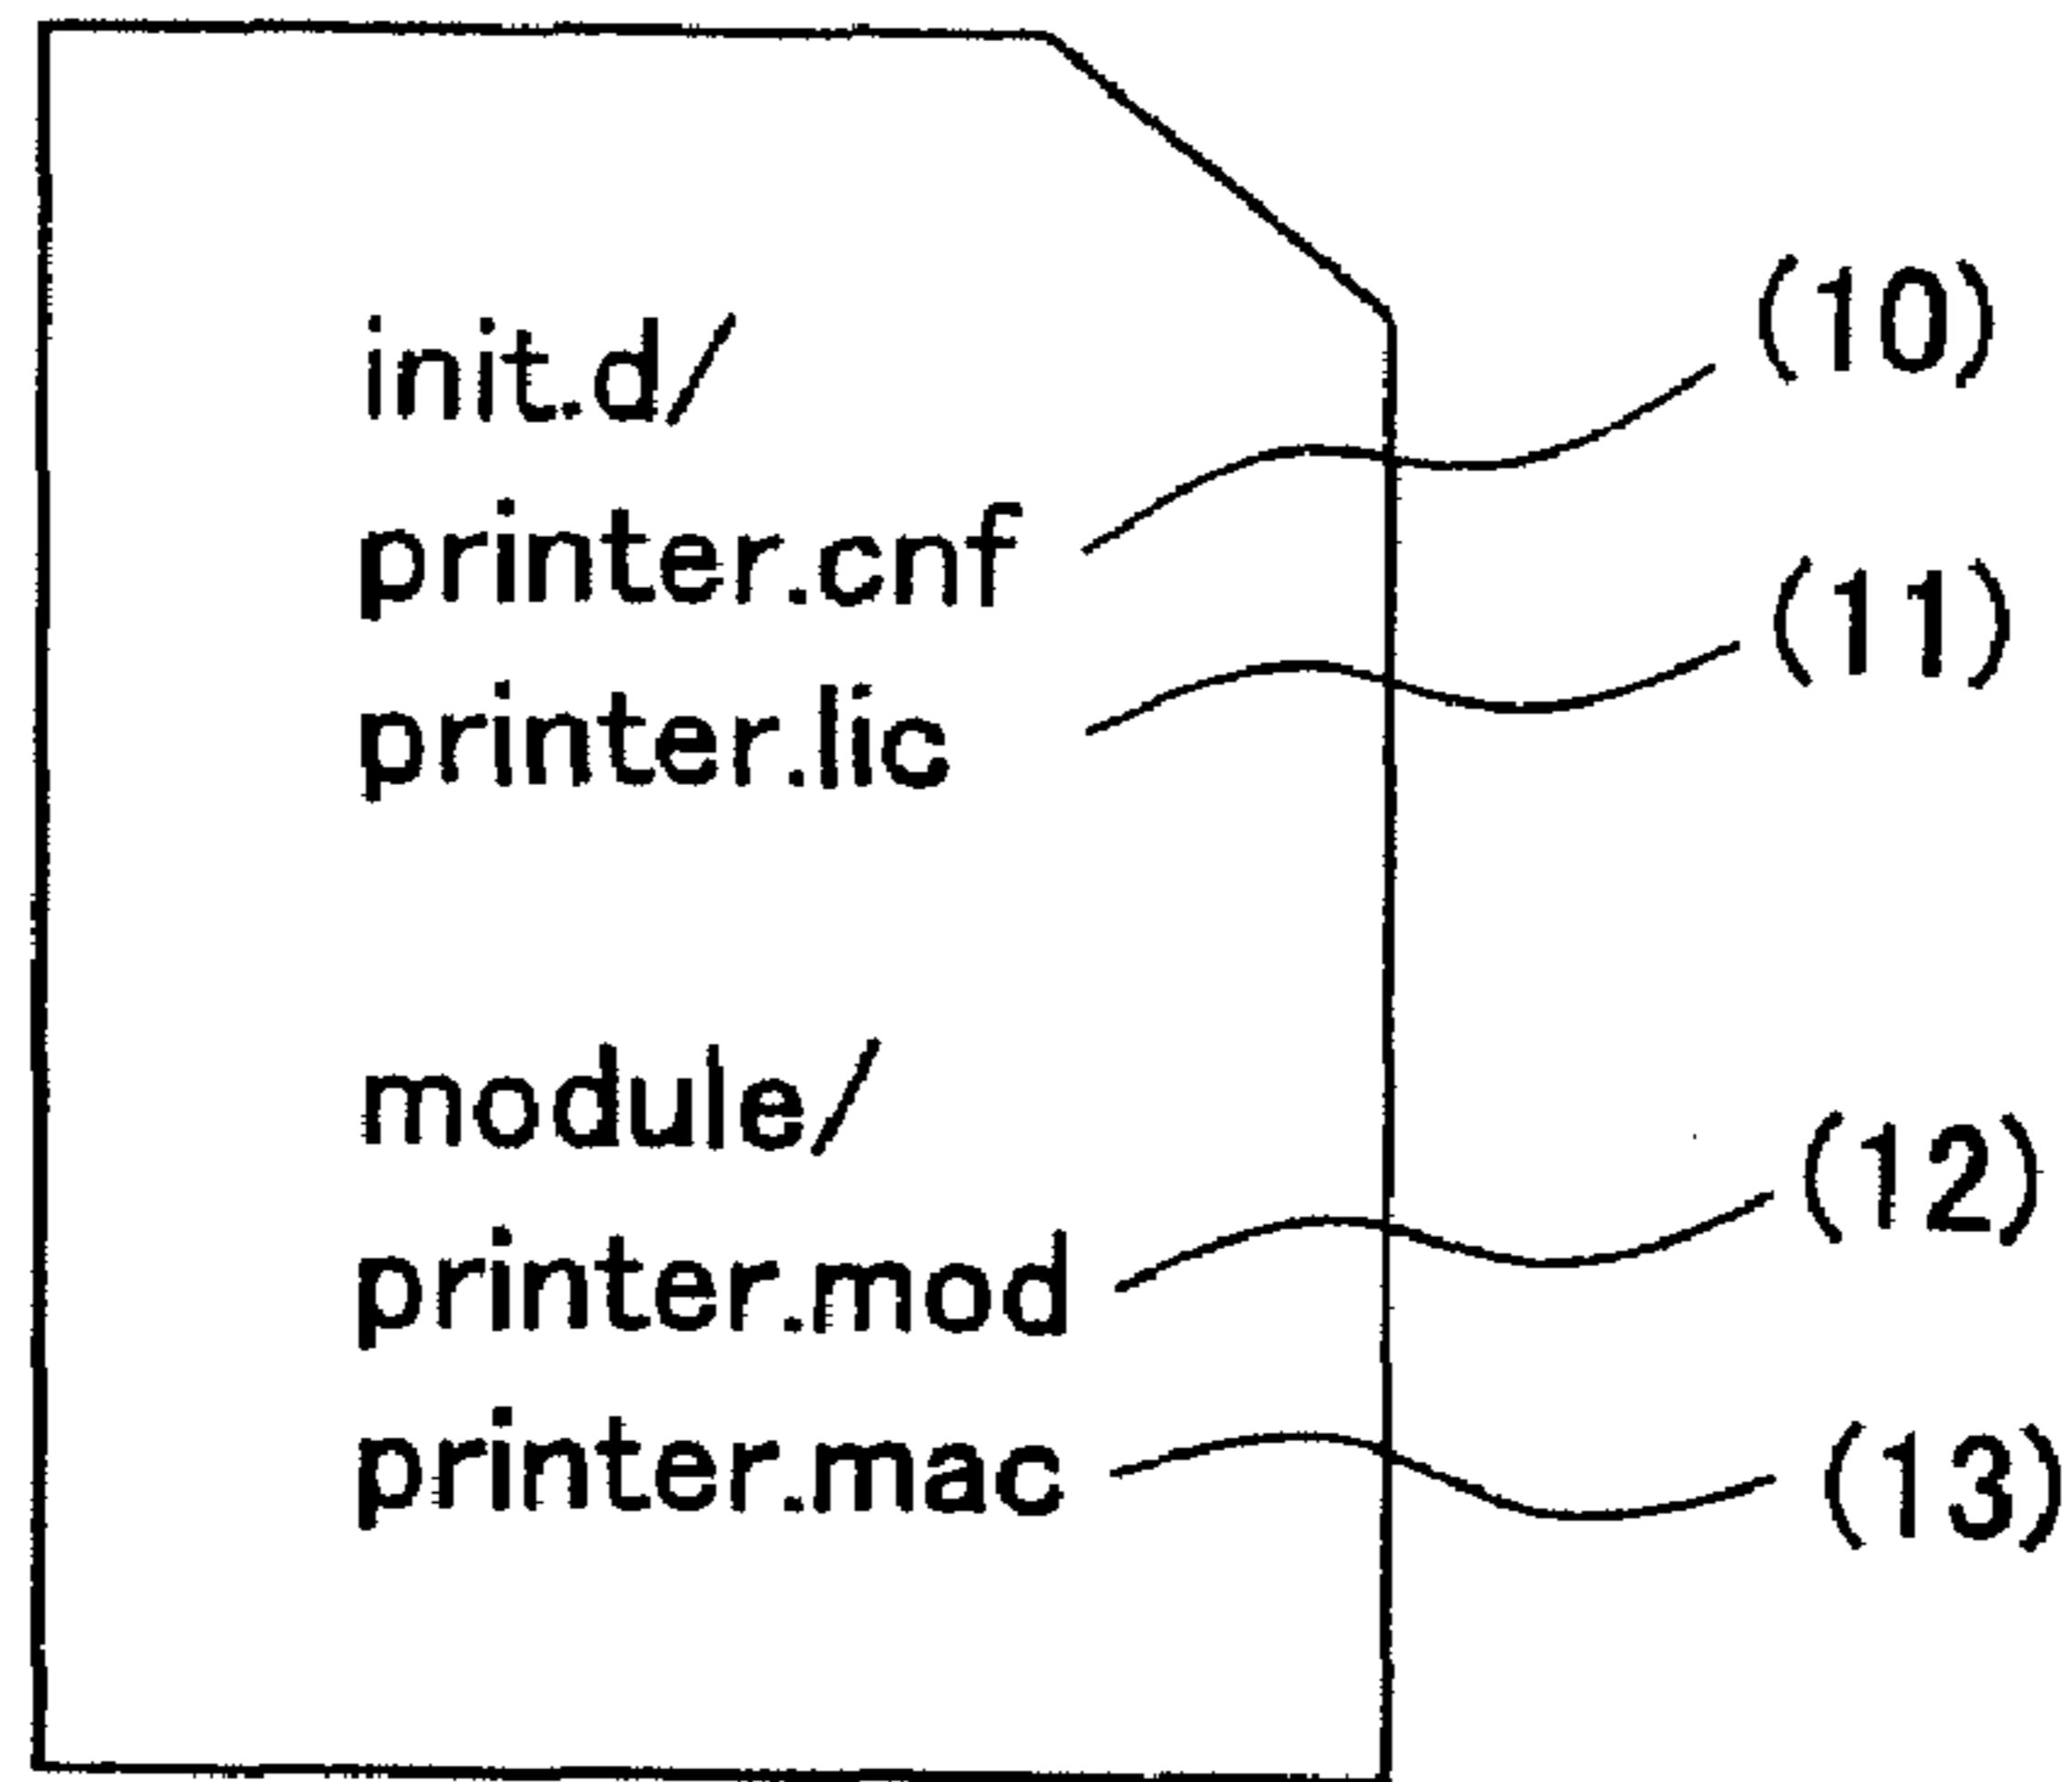 init.d/
(10)
printer.cnf
(11)
printer.lic
module/
(12)
printer.mod
(13)
printer.mac